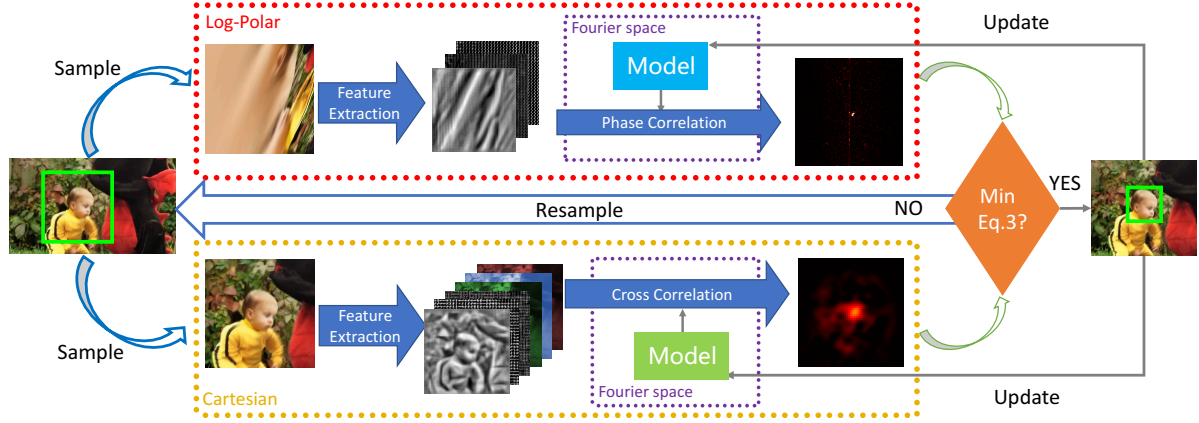 Log-Polar
Fourier space
Update
Sample
Model
Feature
Extraction
Phase Correlation
YES
Min
Eq.3?
NO
Resample
Cross Correlation
Feature
Extraction
Sample
Model
Fourier space
Update
Cartesian